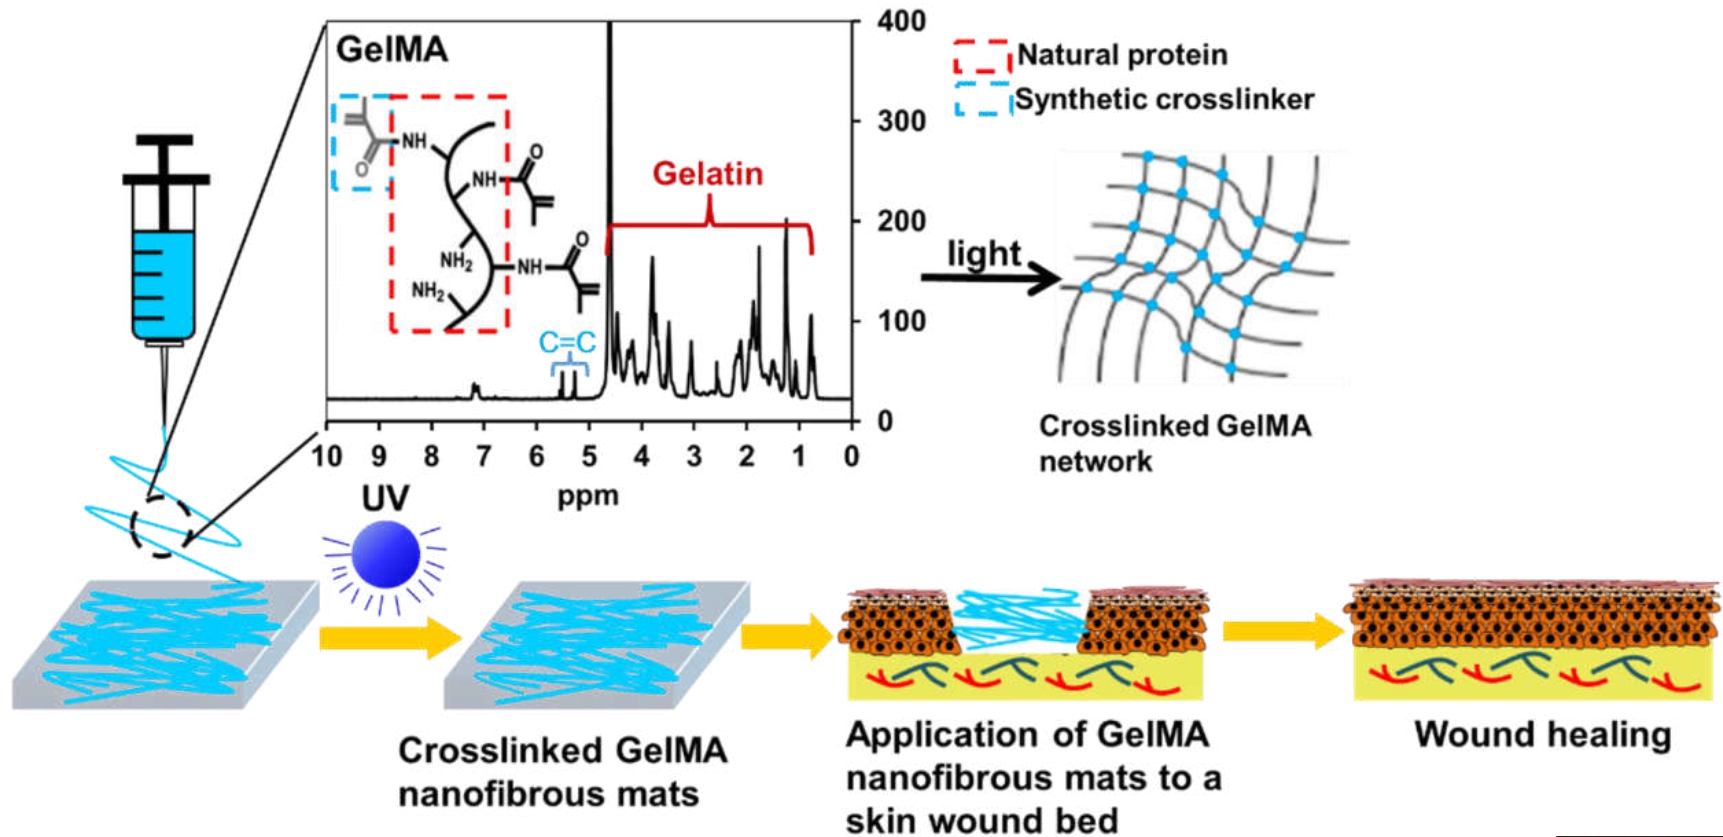 GelMA
NH
O
NH
O
NH2
NH
O
NH2
C=C
Gelatin
400
300
200
100
0
10 9 8 7 6 5 4 3 2 1 0
ppm
Natural protein
Synthetic crosslinker
light
Crosslinked GelMA
network
UV
Crosslinked GelMA
nanofibrous mats
Application of GelMA
nanofibrous mats to a
skin wound bed
Wound healing